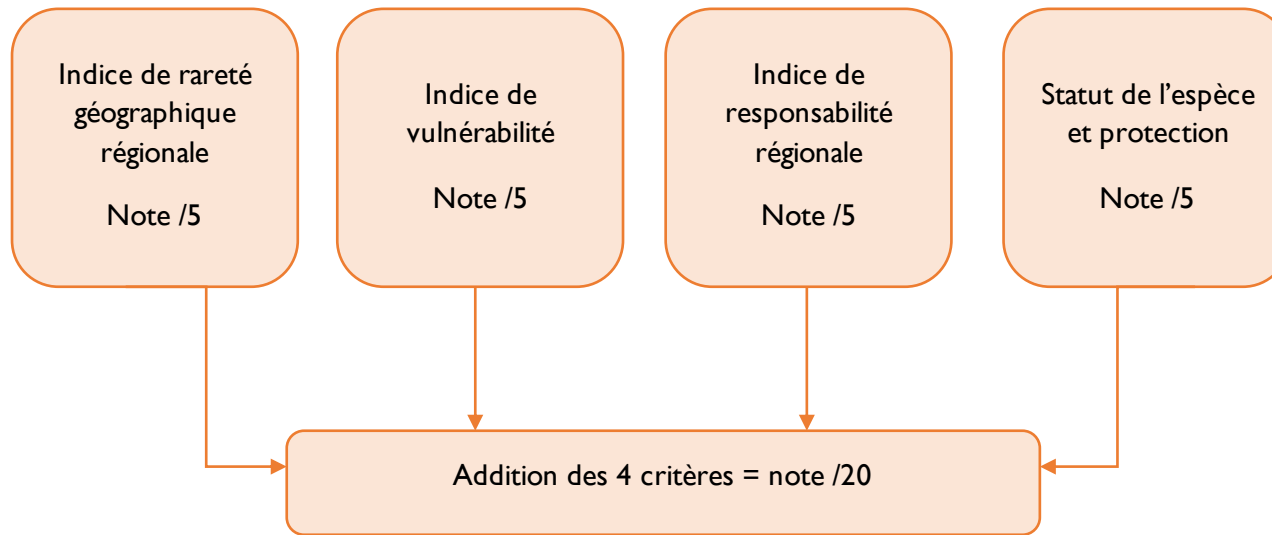 Indice de rareté
géographique
régionale
Note /5
Indice de
vulnérabilité
Note /5
Indice de
responsabilité
régionale
Note /5
Statut de l’espèce
et protection
Note /5
Addition des 4 critères = note /20